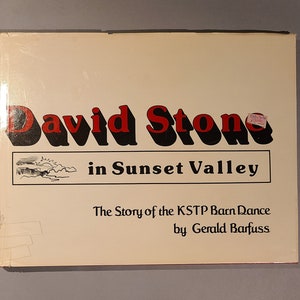 David Stone
in Sunset Valley
The Story of the KSTP Barn Dance
by Gerald Barfuss